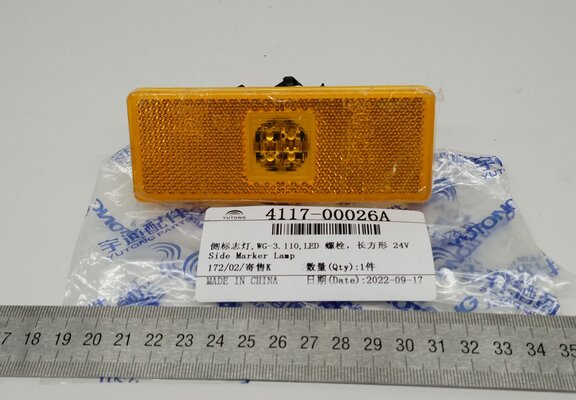 YUTONG
4117-00026A
侧标志灯,WG-3.110,LED 螺栓, 长方形 24V
Side Marker Lamp
172/02/寄售K 数量(Qty):1件
MADE IN CHINA 日期(Date):2022-09-17
宇通配件
YUTONG
17 18 19 20 21 22 23 24 25 26 27 28 29 30 31 32 33 34 35